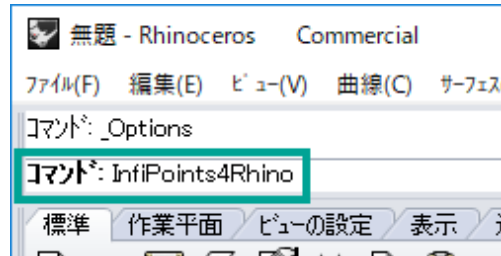 無題 - Rhinoceros Commercial
ファイル(F) 編集(E) ビュー(V) 曲線(C) サーフェス
コマンド: _Options
コマンド: InfiPoints4Rhino
標準 作業平面 ビューの設定 表示